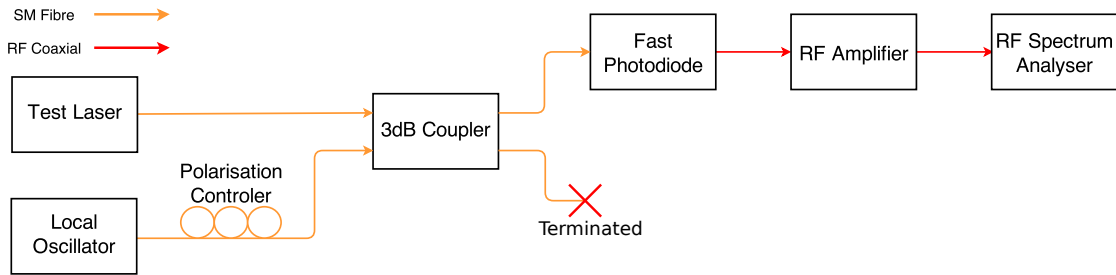 SM Fibre
RF Coaxial
Test Laser
Local
Oscillator
Polarisation
Controler
3dB Coupler
Terminated
Fast
Photodiode
RF Amplifier
RF Spectrum
Analyser